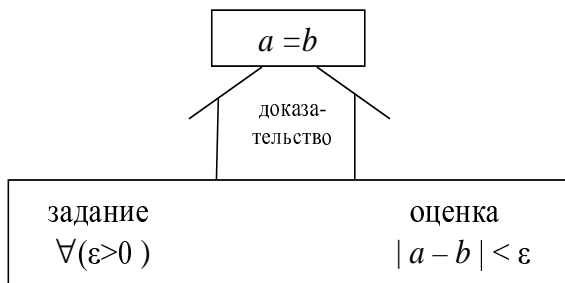 a =b
доказа-
тельство
задание оценка
∀(ε>0 ) | a – b | < ε